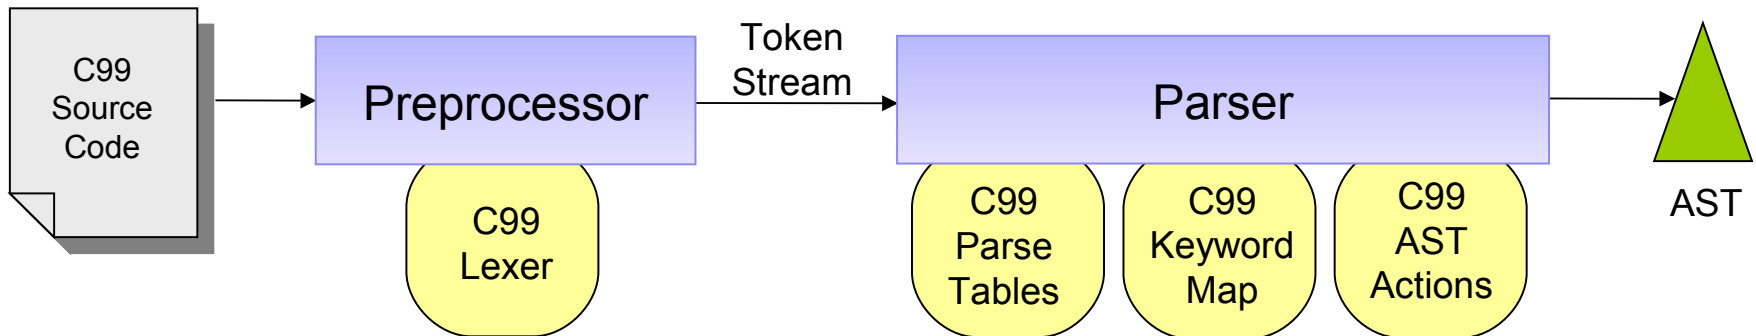 C99
Source
Code
Preprocessor
C99
Lexer
Token
Stream
Parser
C99
Parse
Tables
C99
Keyword
Map
C99
AST
Actions
AST